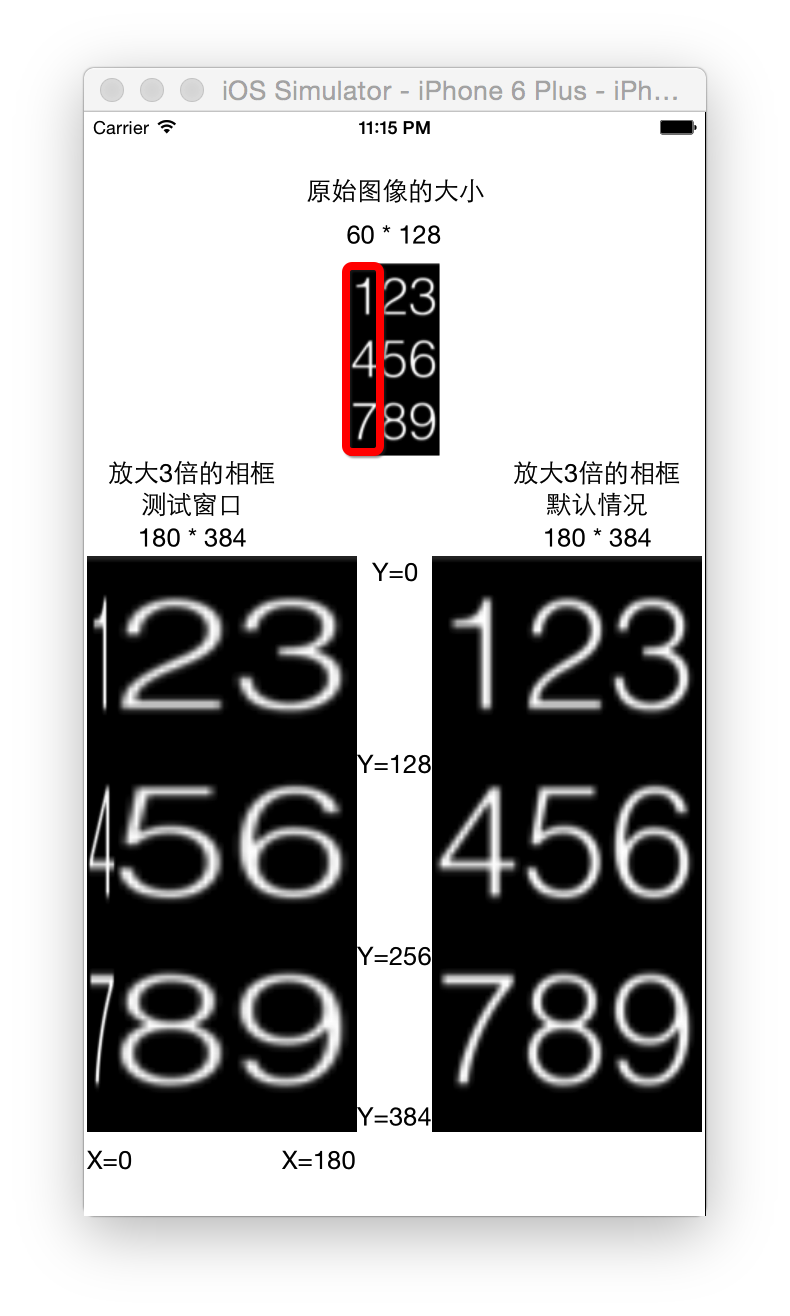 iOS Simulator - iPhone 6 Plus - iPh...
Carrier 11:15 PM
原始图像的大小
60 * 128
123
456
789
放大3倍的相框
测试窗口
180 * 384
放大3倍的相框
默认情况
180 * 384
Y=0
123
123
Y=128
456
456
Y=256
789
789
Y=384
X=0 X=180